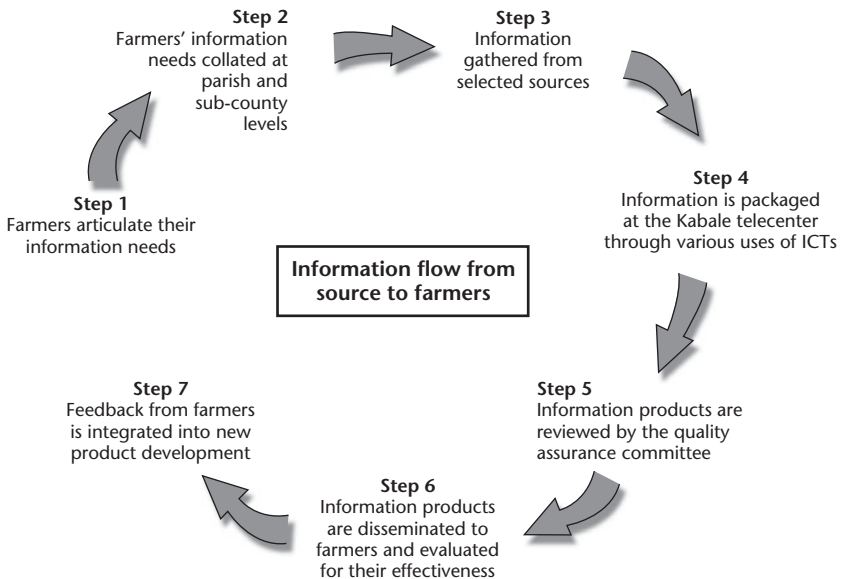 Step 1
Farmers articulate their
information needs
Step 2
Farmers’ information
needs collated at
parish and
sub-county
levels
Step 3
Information
gathered from
selected sources
Step 4
Information is packaged
at the Kabale telecenter
through various uses of ICTs
Step 5
Information products are
reviewed by the quality
assurance committee
Step 6
Information products
are disseminated to
farmers and evaluated
for their effectiveness
Step 7
Feedback from farmers
is integrated into new
product development
Information flow from
source to farmers